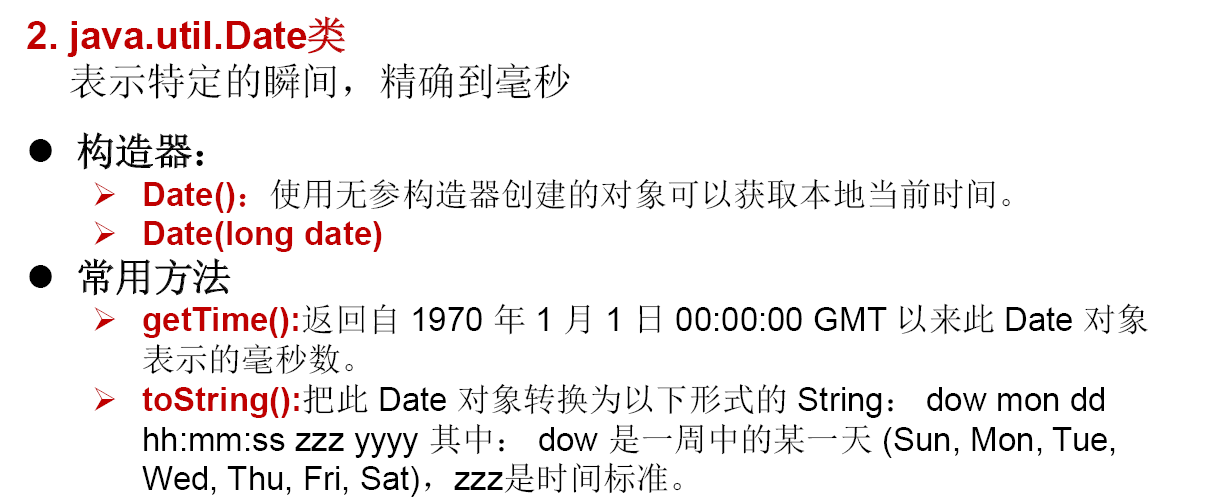 2. java.util.Date类
表示特定的瞬间，精确到毫秒
● 构造器：
➢ Date()：使用无参构造器创建的对象可以获取本地当前时间。
➢ Date(long date)
● 常用方法
➢ getTime():返回自 1970 年 1 月 1 日 00:00:00 GMT 以来此 Date 对象
表示的毫秒数。
➢ toString():把此 Date 对象转换为以下形式的 String： dow mon dd
hh:mm:ss zzz yyyy 其中： dow 是一周中的某一天 (Sun, Mon, Tue,
Wed, Thu, Fri, Sat)，zzz是时间标准。